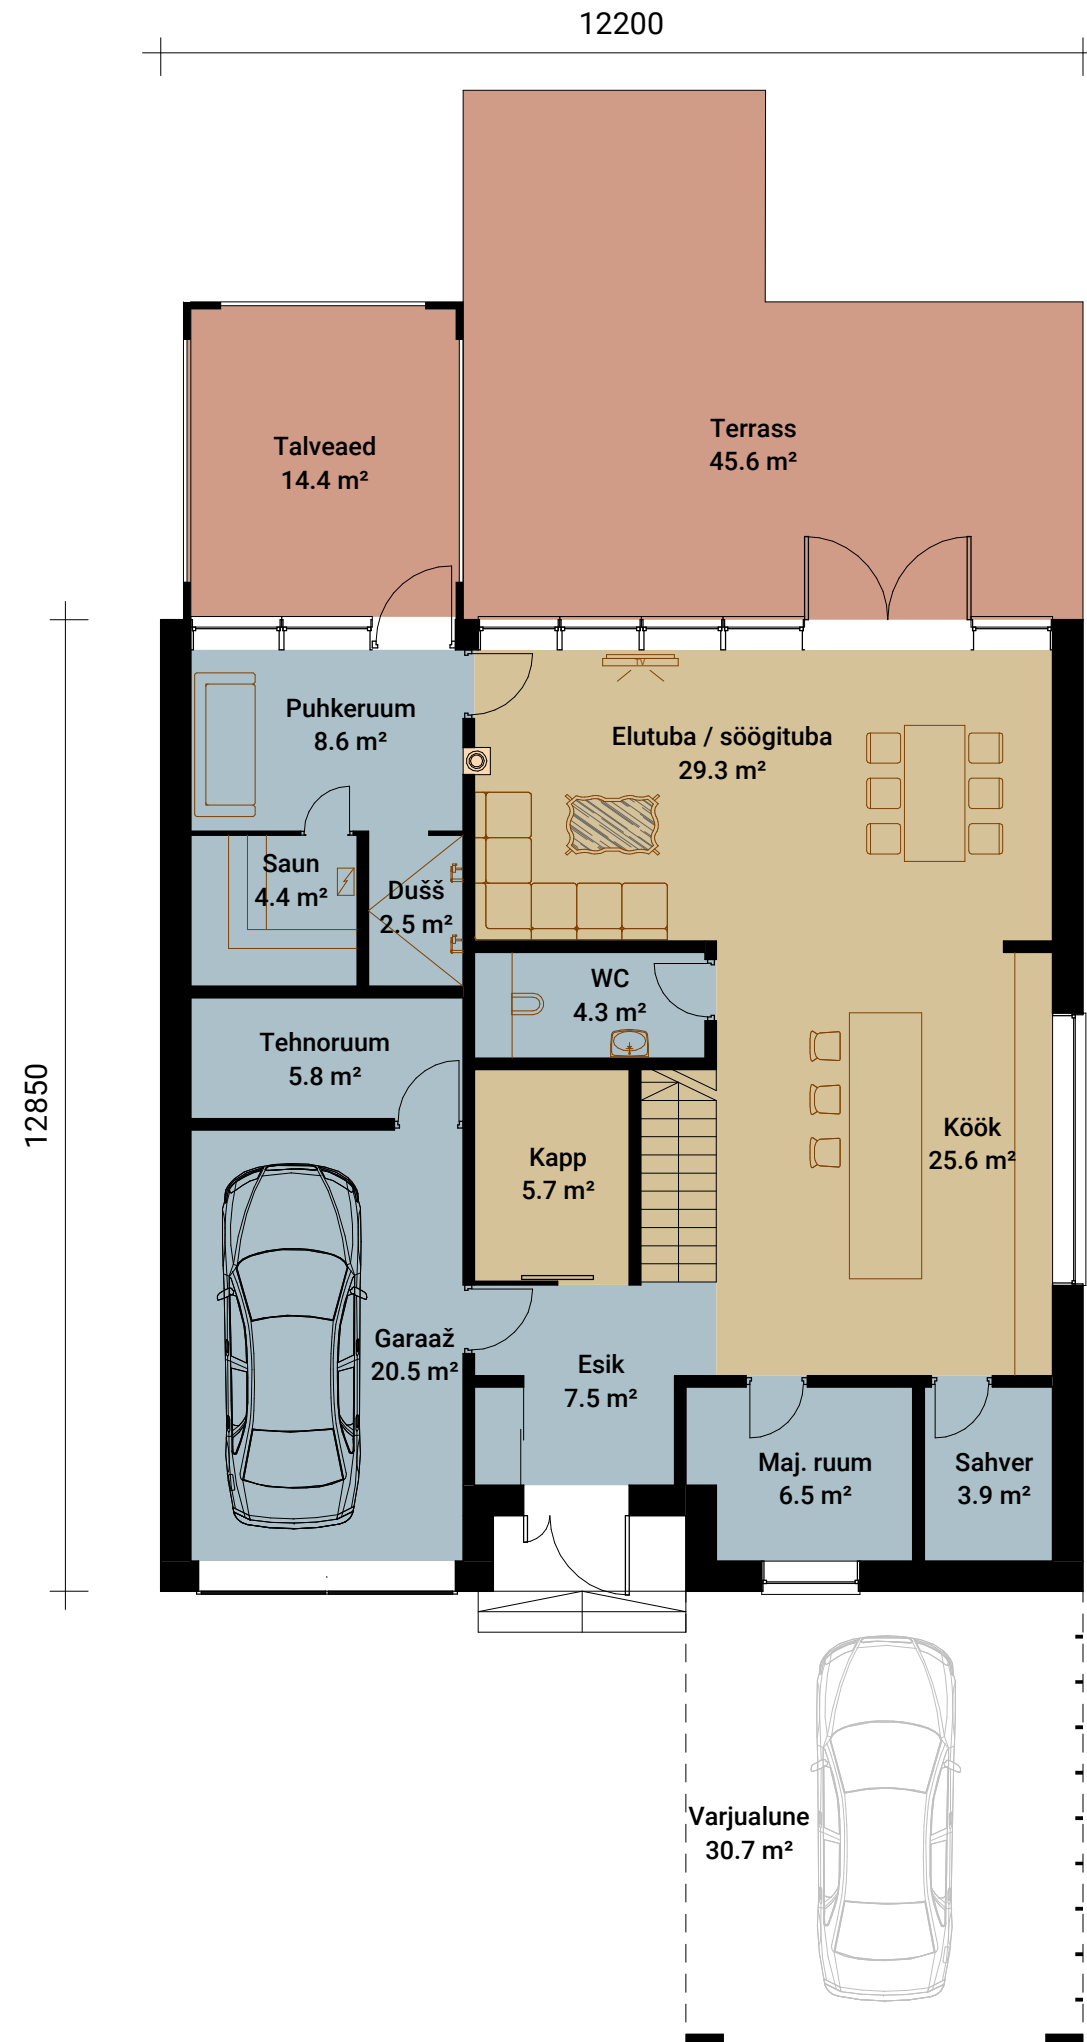 12200
Talveaed
14.4 m²
Terrass
45.6 m²
Puhkeruum
8.6 m²
TV
Elutuba / söögituba
29.3 m²
Saun
4.4 m²
Dušš
2.5 m²
WC
4.3 m²
Tehnoruum
5.8 m²
12850
Kapp
5.7 m²
Köök
25.6 m²
Garaaž
20.5 m²
Esik
7.5 m²
Maj. ruum
6.5 m²
Sahver
3.9 m²
Varjualune
30.7 m²